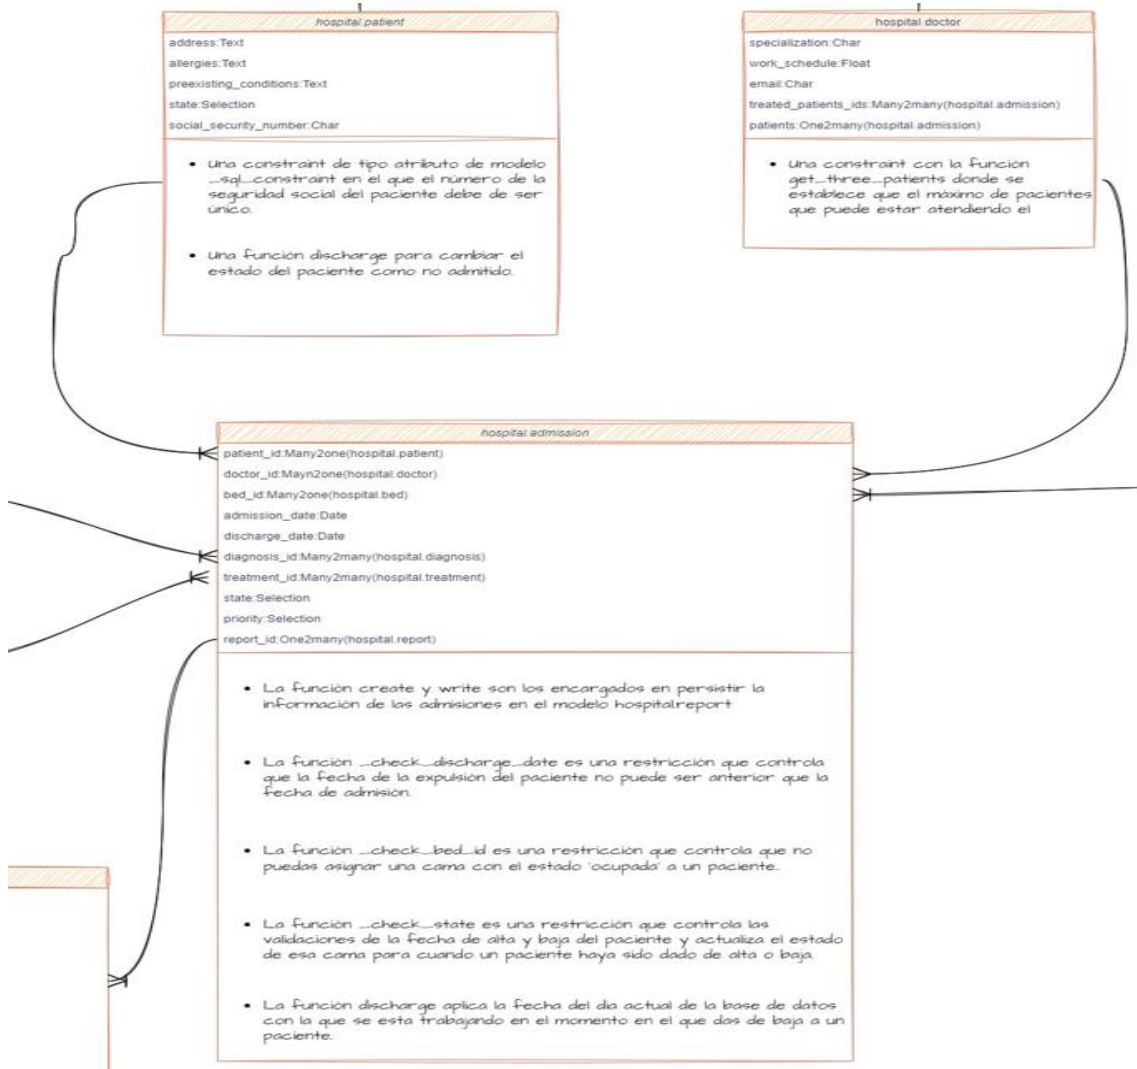 hospital.patient
address:Text
allergies:Text
preexisting_conditions:Text
state:Selection
social_security_number:Char
• Una constraint de tipo atributo de modelo
_sql_constraint en el que el número de la
seguridad social del paciente debe de ser
único.
• Una función discharge para cambiar el
estado del paciente como no admitido.
hospital.doctor
specialization:Char
work_schedule:Float
email:Char
treated_patients_ids:Many2many(hospital.admission)
patients:One2many(hospital.admission)
• Una constraint con la función
get_three_patients donde se
establece que el máximo de pacientes
que puede estar atendiendo el
hospital.admission
patient_id:Many2one(hospital.patient)
doctor_id:Mayn2one(hospital.doctor)
bed_id:Many2one(hospital.bed)
admission_date:Date
discharge_date:Date
diagnosis_id:Many2many(hospital.diagnosis)
treatment_id:Many2many(hospital.treatment)
state:Selection
priority:Selection
report_id:One2many(hospital.report)
• La función create y write son los encargados en persistir la
información de las admisiones en el modelo hospital.report
• La función _check_discharge_date es una restricción que controla
que la fecha de la expulsión del paciente no puede ser anterior que la
fecha de admisión.
• La función _check_bed_id es una restricción que controla que no
puedas asignar una cama con el estado 'ocupada' a un paciente.
• La función _check_state es una restricción que controla las
validaciones de la fecha de alta y baja del paciente y actualiza el estado
de esa cama para cuando un paciente haya sido dado de alta o baja
• La función discharge aplica la fecha del día actual de la base de datos
con la que se esta trabajando en el momento en el que das de baja a un
paciente.